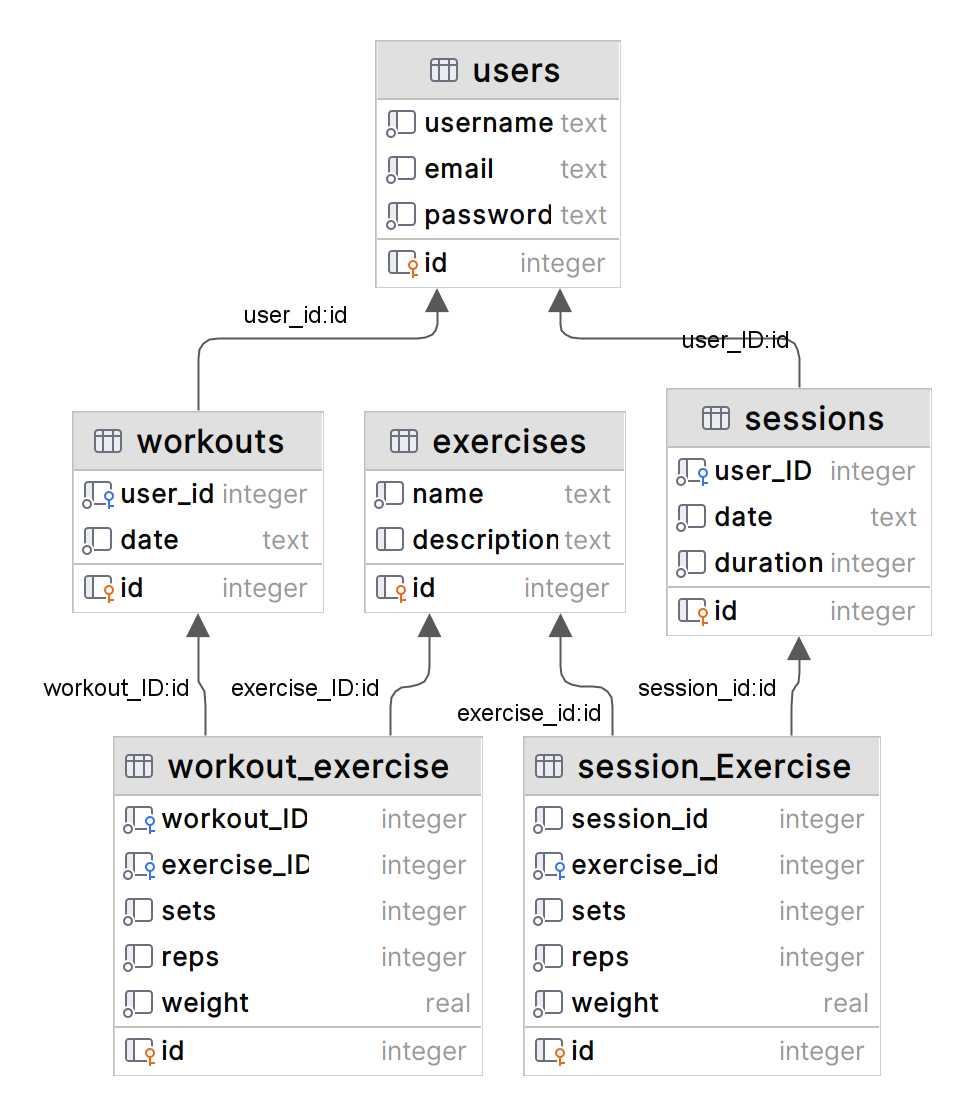 users
username text
email text
password text
id integer
user_id:id
user_ID:id
workouts
user_id integer
date text
id integer
exercises
name text
description text
id integer
sessions
user_ID integer
date text
duration integer
id integer
workout_ID:id
exercise_ID:id
exercise_id:id
session_id:id
workout_exercise
workout_ID integer
exercise_ID integer
sets integer
reps integer
weight real
id integer
session_Exercise
session_id integer
exercise_id integer
sets integer
reps integer
weight real
id integer